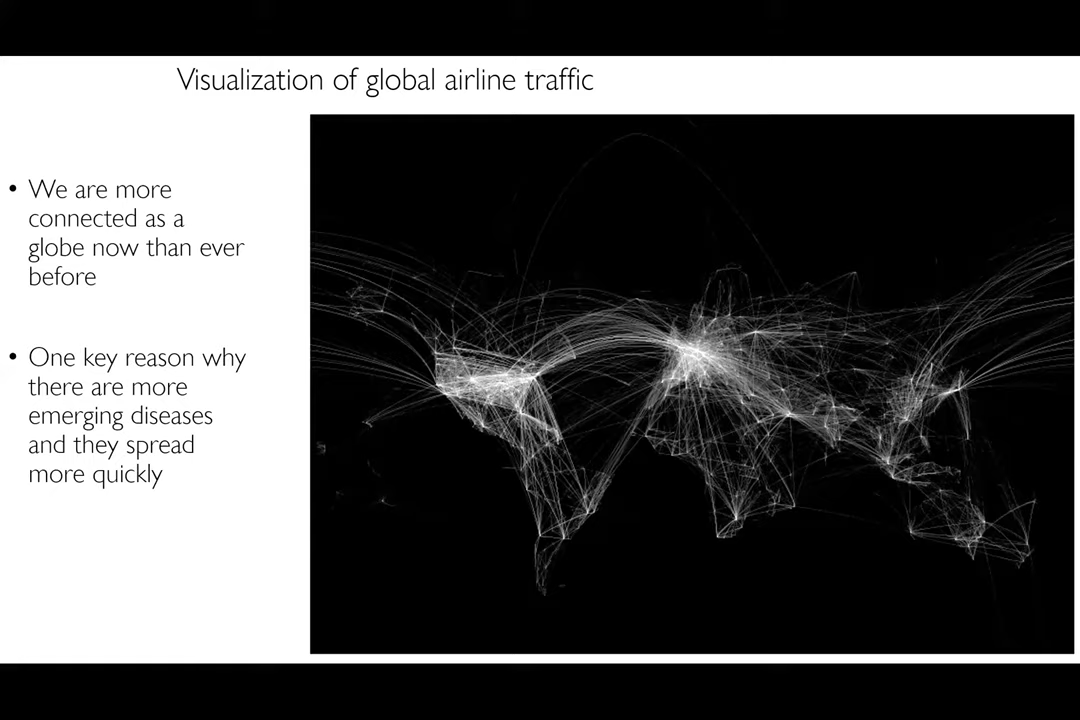 Visualization of global airline traffic
• We are more
connected as a
globe now than ever
before
• One key reason why
there are more
emerging diseases
and they spread
more quickly